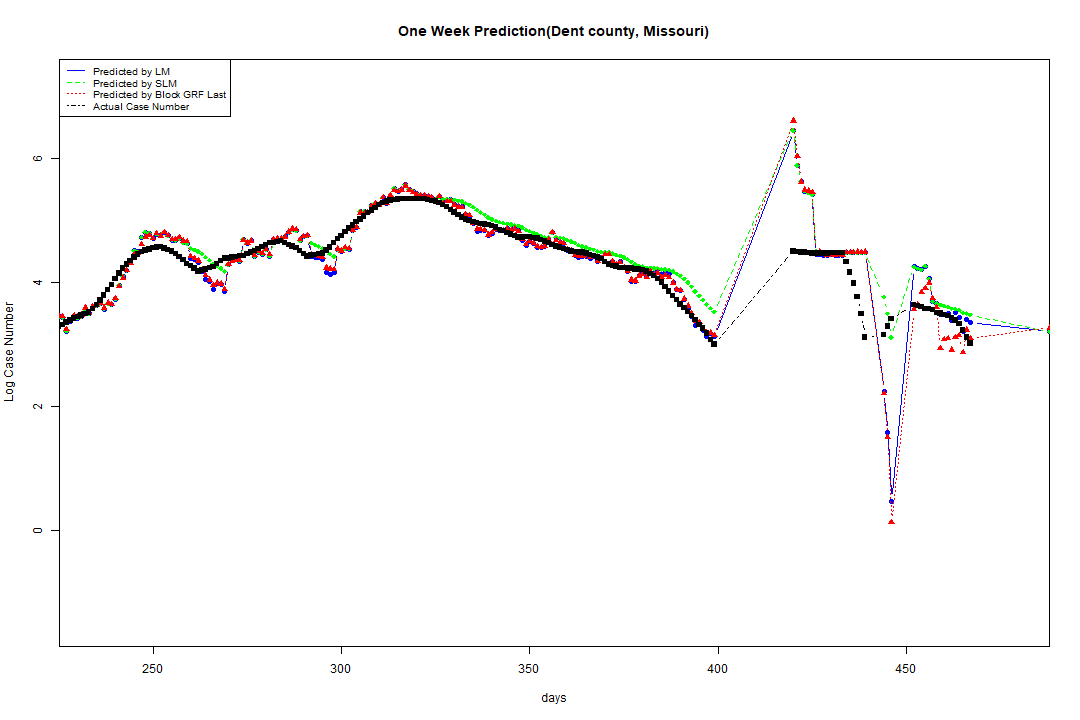 One Week Prediction(Dent county, Missouri)
Predicted by LM
Predicted by SLM
Predicted by Block GRF Last
Actual Case Number
Log Case Number
6
4
2
0
250
300
350
400
450
days